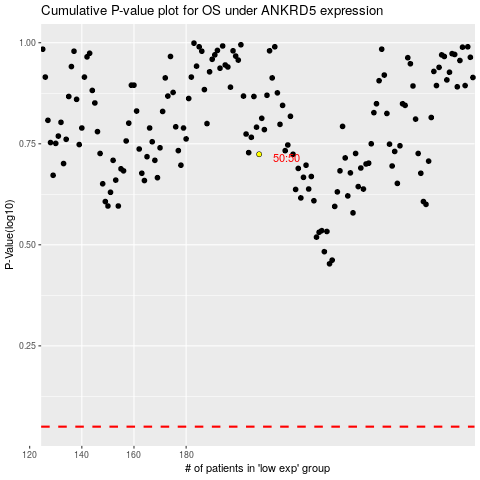 Cumulative P-value plot for OS under ANKRD5 expression
1.00
0.75
0.50
0.25
P-Value(log10)
50:50
120 140 160 180
# of patients in 'low exp' group